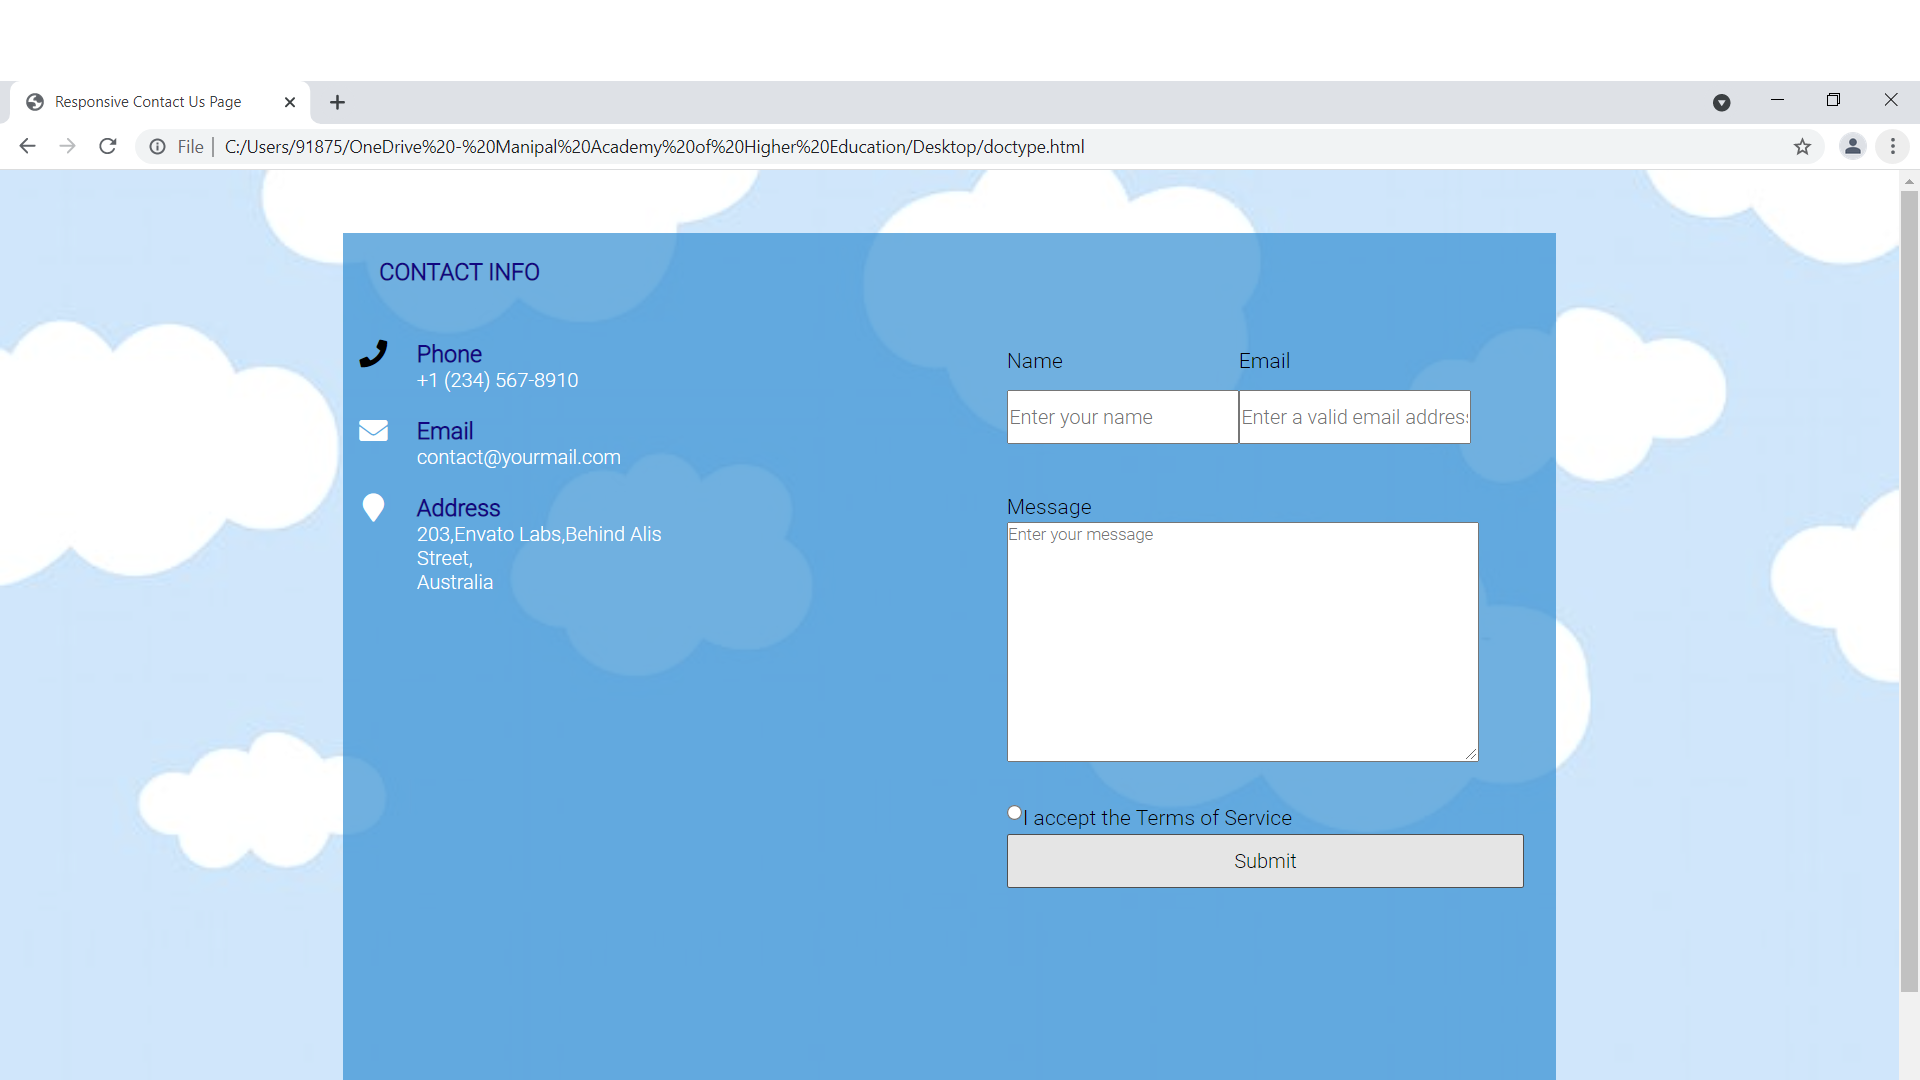 Responsive Contact Us Page
File | C:/Users/91875/OneDrive%20-%20Manipal%20Academy%20of%20Higher%20Education/Desktop/doctype.html
CONTACT INFO
Phone
+1 (234) 567-8910
Email
contact@yourmail.com
Address
203,Envato Labs,Behind Alis
Street,
Australia
Name Email
Enter your name Enter a valid email address
Message
Enter your message
I accept the Terms of Service
Submit